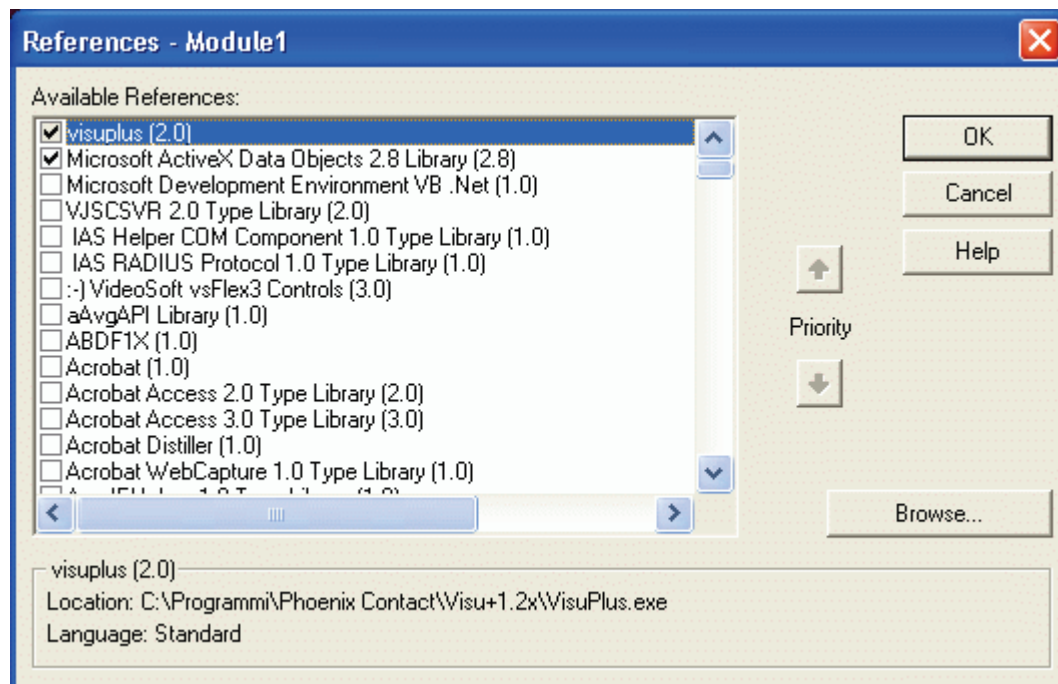 References - Module1
Available References:
visuplus (2.0)
Microsoft ActiveX Data Objects 2.8 Library (2.8)
Microsoft Development Environment VB .Net (1.0)
VJSCSVR 2.0 Type Library (2.0)
IAS Helper COM Component 1.0 Type Library (1.0)
IAS RADIUS Protocol 1.0 Type Library (1.0)
:-) VideoSoft vsFlex3 Controls (3.0)
aAvgAPI Library (1.0)
ABDF1X (1.0)
Acrobat (1.0)
Acrobat Access 2.0 Type Library (2.0)
Acrobat Access 3.0 Type Library (3.0)
Acrobat Distiller (1.0)
Acrobat WebCapture 1.0 Type Library (1.0)
OK
Cancel
Help
Priority
Browse...
visuplus (2.0)
Location: C:\Programmi\Phoenix Contact\Visu+1.2x\VisuPlus.exe
Language: Standard